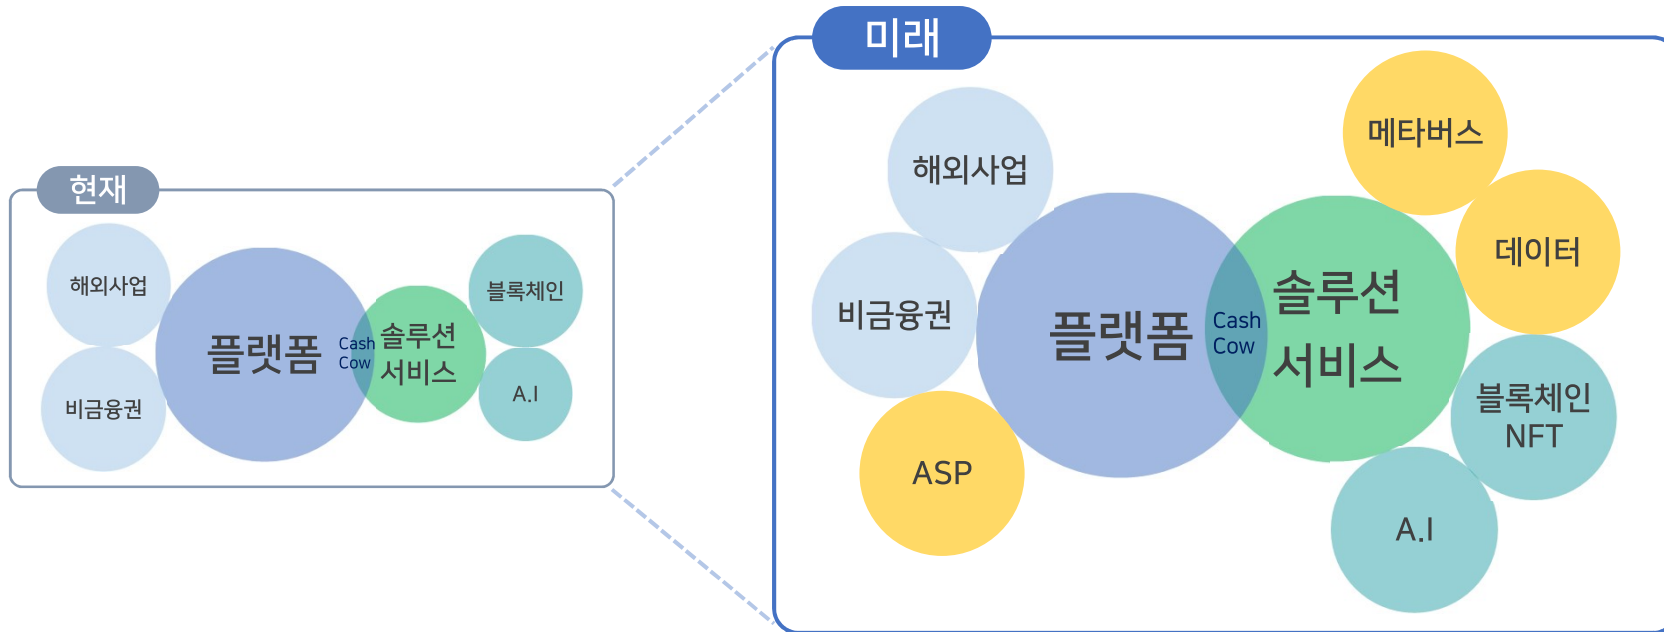 현재
해외사업
비금융권
플랫폼
Cash
Cow
솔루션
서비스
블록체인
A.I
미래
해외사업
비금융권
ASP
플랫폼
Cash
Cow
솔루션
서비스
메타버스
데이터
블록체인
NFT
A.I